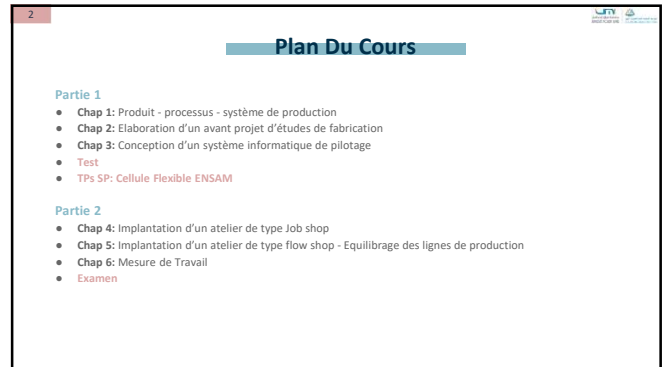 2
Plan Du Cours
Partie 1
● Chap 1: Produit - processus - système de production
● Chap 2: Elaboration d'un avant projet d'études de fabrication
● Chap 3: Conception d'un système informatique de pilotage
● Test
● TPs SP: Cellule Flexible ENSAM
Partie 2
● Chap 4: Implantation d'un atelier de type Job shop
● Chap 5: Implantation d'un atelier de type flow shop - Equilibrage des lignes de production
● Chap 6: Mesure de Travail
● Examen